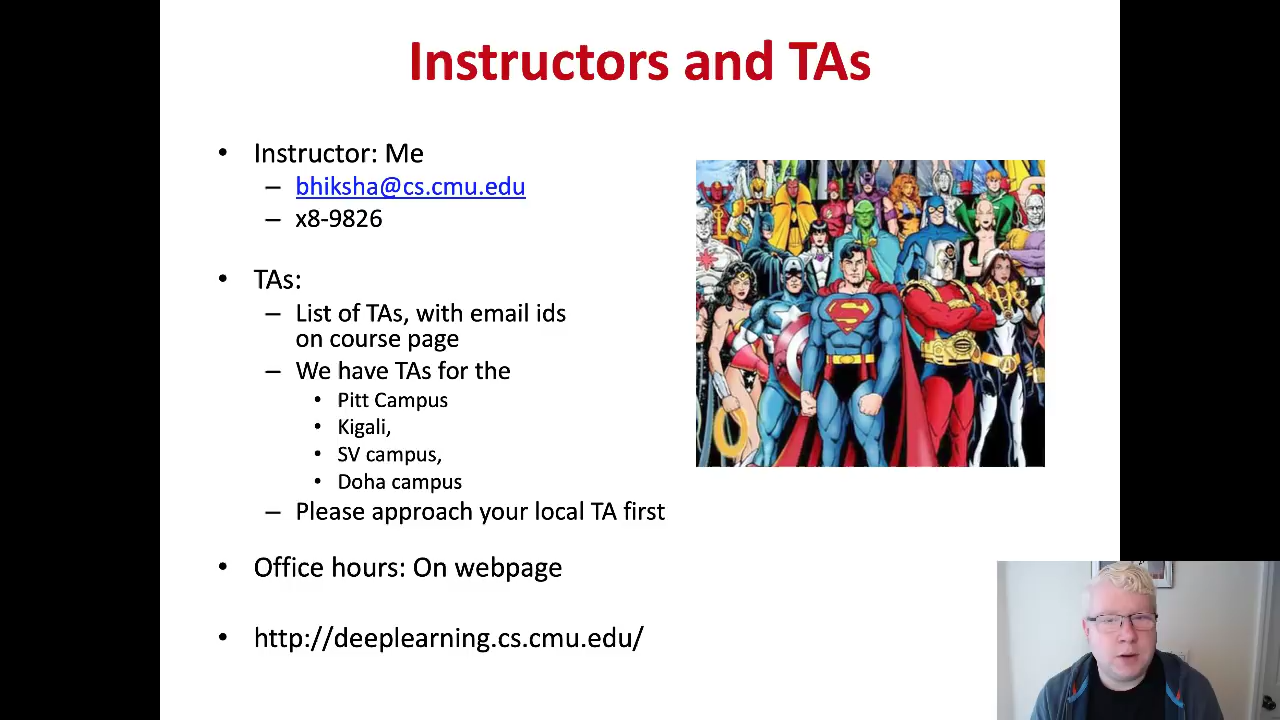 Instructors and TAs
• Instructor: Me
– bhiksha@cs.cmu.edu
– x8-9826
• TAs:
– List of TAs, with email ids
on course page
– We have TAs for the
• Pitt Campus
• Kigali,
• SV campus,
• Doha campus
– Please approach your local TA first
• Office hours: On webpage
• http://deeplearning.cs.cmu.edu/